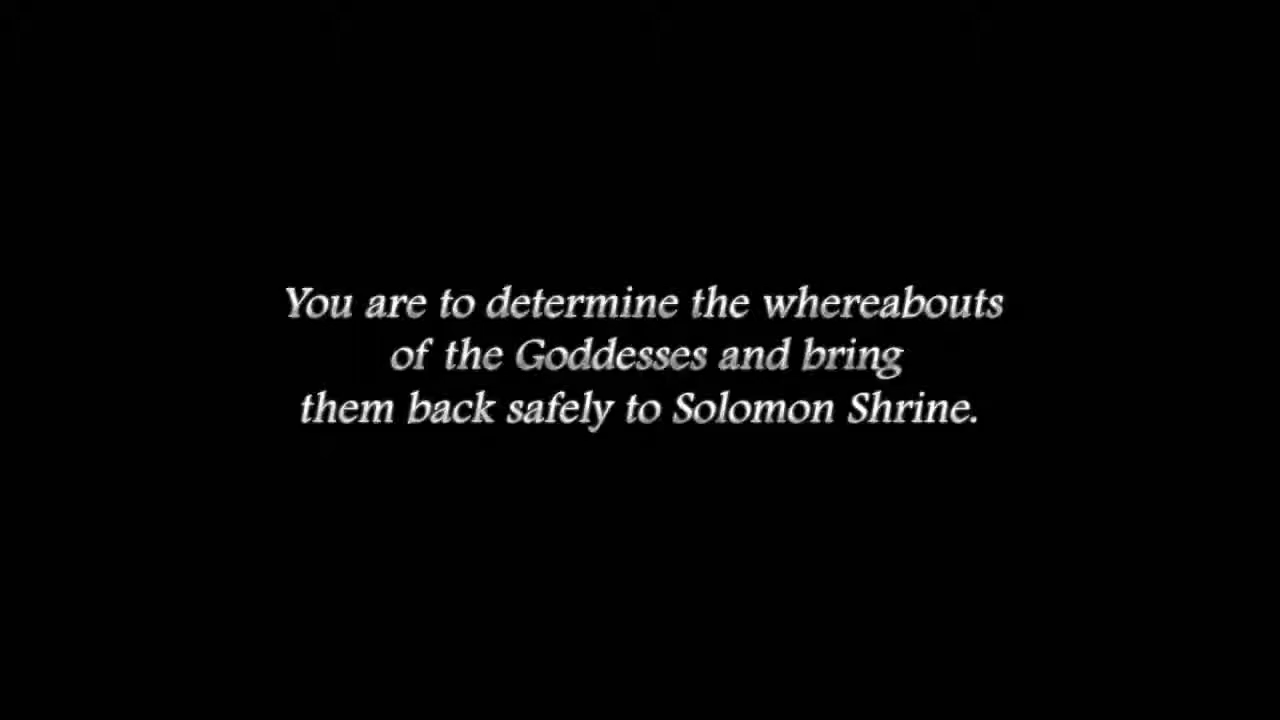 You are to determine the whereabouts
of the Goddesses and bring
them back safely to Solomon Shrine.